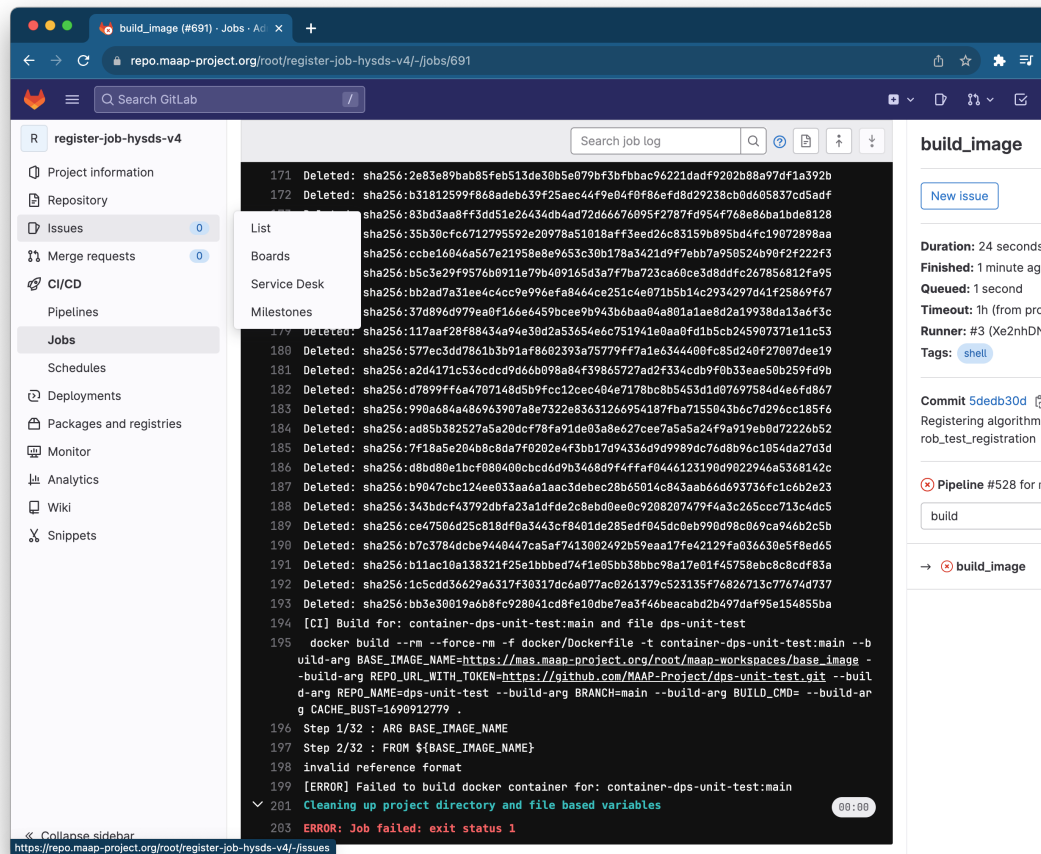 build_image (#691) · Jobs · Ad
repo.maap-project.org/root/register-job-hysds-v4/-/jobs/691
Search GitLab /
R register-job-hysds-v4
Project information
Repository
Issues 0
Merge requests 0
CI/CD
Pipelines
Jobs
Schedules
Deployments
Packages and registries
Monitor
Analytics
Wiki
Snippets
Collapse sidebar
https://repo.maap-project.org/root/register-job-hysds-v4/-/issues
List
Boards
Service Desk
Milestones
Search job log
171 Deleted: sha256:2e83e89bab85feb513de30b5e079bf3bfbbac96221dadf9202b88a97df1a392b
172 Deleted: sha256:b31812599f868adeb639f25aec44f9e04f0f86efd8d29238cb0d605837cd5adf
sha256:83bd3aa8ff3dd51e26434db4ad72d66676095f2787fd954f768e86ba1bde8128
sha256:35b30cfc6712795592e20978a51018aff3eed26c83159b895bd4fc19072898aa
sha256:ccbe16046a567e21958e8e9653c30b178a3421d9f7ebb7a950524b90f2f222f3
sha256:b5c3e29f9576b0911e79b409165d3a7f7ba723ca60ce3d8ddfc267856812fa95
sha256:bb2ad7a31ee4c4cc9e996efa8464ce251c4e071b5b14c2934297d41f25869f67
sha256:37d896d979ea0f166e6459bcee9b943b6baa04a801a1ae8d2a19938da13a6f3c
179 Deleted: sha256:117aaf28f88434a94e30d2a53654e6c751941e0aa0fd1b5cb245907371e11c53
180 Deleted: sha256:577ec3dd7861b3b91af8602393a75779ff7a1e6344400fc85d240f27007dee19
181 Deleted: sha256:a2d4171c536cdcd9d66b098a84f39865727ad2f334cdb9f0b33eae50b259fd9b
182 Deleted: sha256:d7899ff6a4707148d5b9fcc12cec404e7178bc8b5453d1d07697584d4e6fd867
183 Deleted: sha256:990a684a486963907a8e7322e83631266954187fba7155043b6c7d296cc185f6
184 Deleted: sha256:ad85b382527a5a20dcf78fa91de03a8e627cee7a5a5a24f9a919eb0d72226b52
185 Deleted: sha256:7f18a5e204b8c8da7f0202e4f3bb17d94336d9d9989dc76d8b96c1054da27d3d
186 Deleted: sha256:d8bd80e1bcf080400cbcd6d9b3468d9f4ffaf0446123190d9022946a5368142c
187 Deleted: sha256:b9047cbc124ee033aa6a1aac3debec28b65014c843aab66d693736fc1c6b2e23
188 Deleted: sha256:343bdcf43792dbfa23a1dfde2c8ebd0ee0c9208207479f4a3c265ccc713c4dc5
189 Deleted: sha256:ce47506d25c818df0a3443cf8401de285edf045dc0eb990d98c069ca946b2c5b
190 Deleted: sha256:b7c3784dcbe9440447ca5af7413002492b59eaa17fe42129fa036630e5f8ed65
191 Deleted: sha256:b11ac10a138321f25e1bbbed74f1e05bb38bbc98a17e01f45758ebc8c8cdf83a
192 Deleted: sha256:1c5cdd36629a6317f30317dc6a077ac0261379c523135f76826713c77674d737
193 Deleted: sha256:bb3e30019a6b8fc928041cd8fe10dbe7ea3f46beacabd2b497daf95e154855ba
194 [CI] Build for: container-dps-unit-test:main and file dps-unit-test
195 docker build --rm --force-rm -f docker/Dockerfile -t container-dps-unit-test:main --b
uild-arg BASE_IMAGE_NAME=https://mas.maap-project.org/root/maap-workspaces/base_image -
-build-arg REPO_URL_WITH_TOKEN=https://github.com/MAAP-Project/dps-unit-test.git --buil
d-arg REPO_NAME=dps-unit-test --build-arg BRANCH=main --build-arg BUILD_CMD= --build-ar
g CACHE_BUST=1690912779 .
196 Step 1/32 : ARG BASE_IMAGE_NAME
197 Step 2/32 : FROM ${BASE_IMAGE_NAME}
198 invalid reference format
199 [ERROR] Failed to build docker container for: container-dps-unit-test:main
201 Cleaning up project directory and file based variables 00:00
203 ERROR: Job failed: exit status 1
build_image
New issue
Duration: 24 seconds
Finished: 1 minute ag
Queued: 1 second
Timeout: 1h (from pro
Runner: #3 (Xe2nhDN
Tags: shell
Commit 5dedb30d
Registering algorithm
rob_test_registration
Pipeline #528 for
build
→ build_image